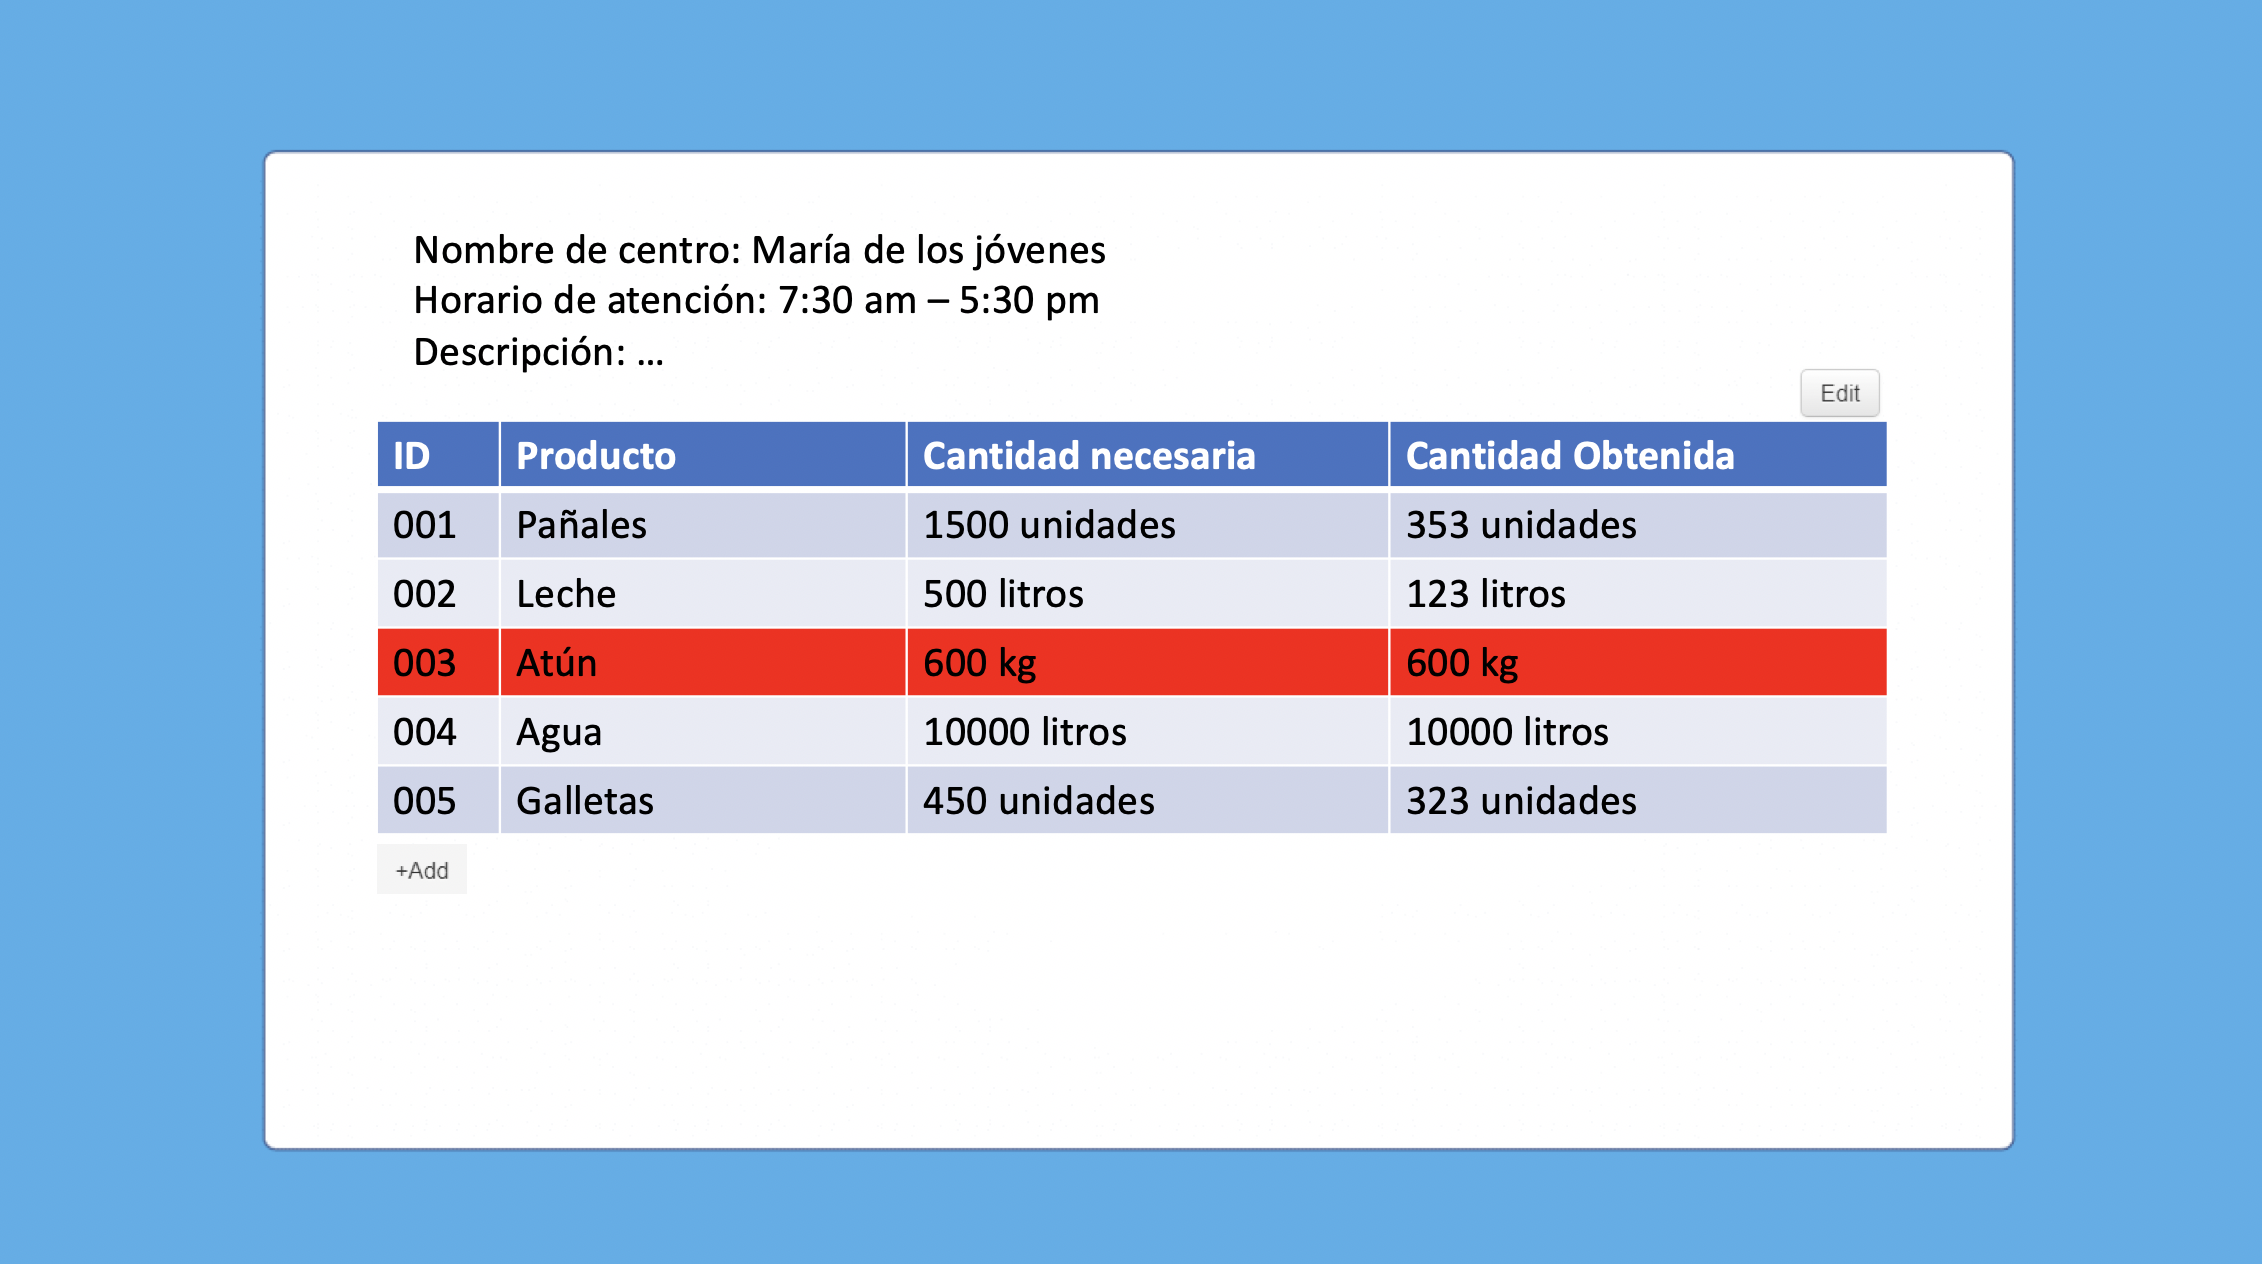 Nombre de centro: María de los jóvenes
Horario de atención: 7:30 am – 5:30 pm
Descripción: ...
Edit
ID Producto Cantidad necesaria Cantidad Obtenida
001 Pañales 1500 unidades 353 unidades
002 Leche 500 litros 123 litros
003 Atún 600 kg 600 kg
004 Agua 10000 litros 10000 litros
005 Galletas 450 unidades 323 unidades
+Add